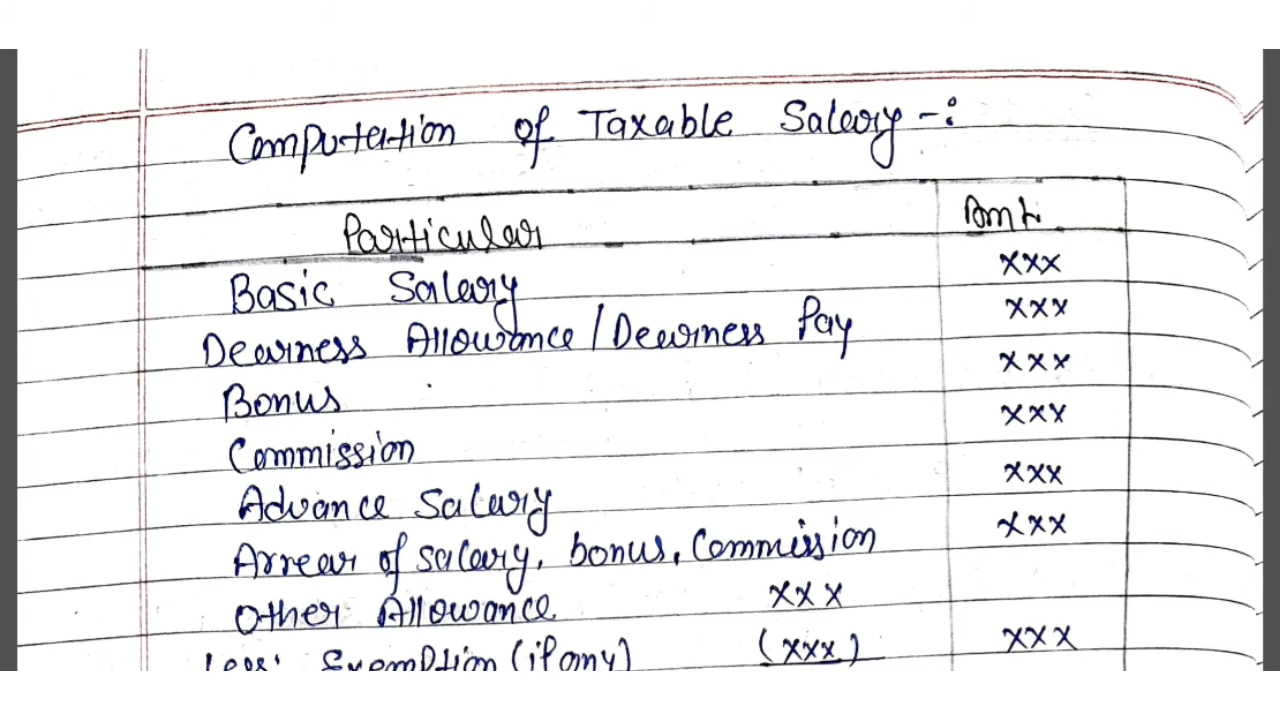 Computation of Taxable Salary -:
Particular Amt
Basic Salary xxx
Dearness Allowance / Dearness Pay xxx
Bonus xxx
Commission xxx
Advance Salary xxx
Arrear of salary, bonus, Commission xxx
Other Allowance xxx
Less: Exemption (if any) (xxx) xxx